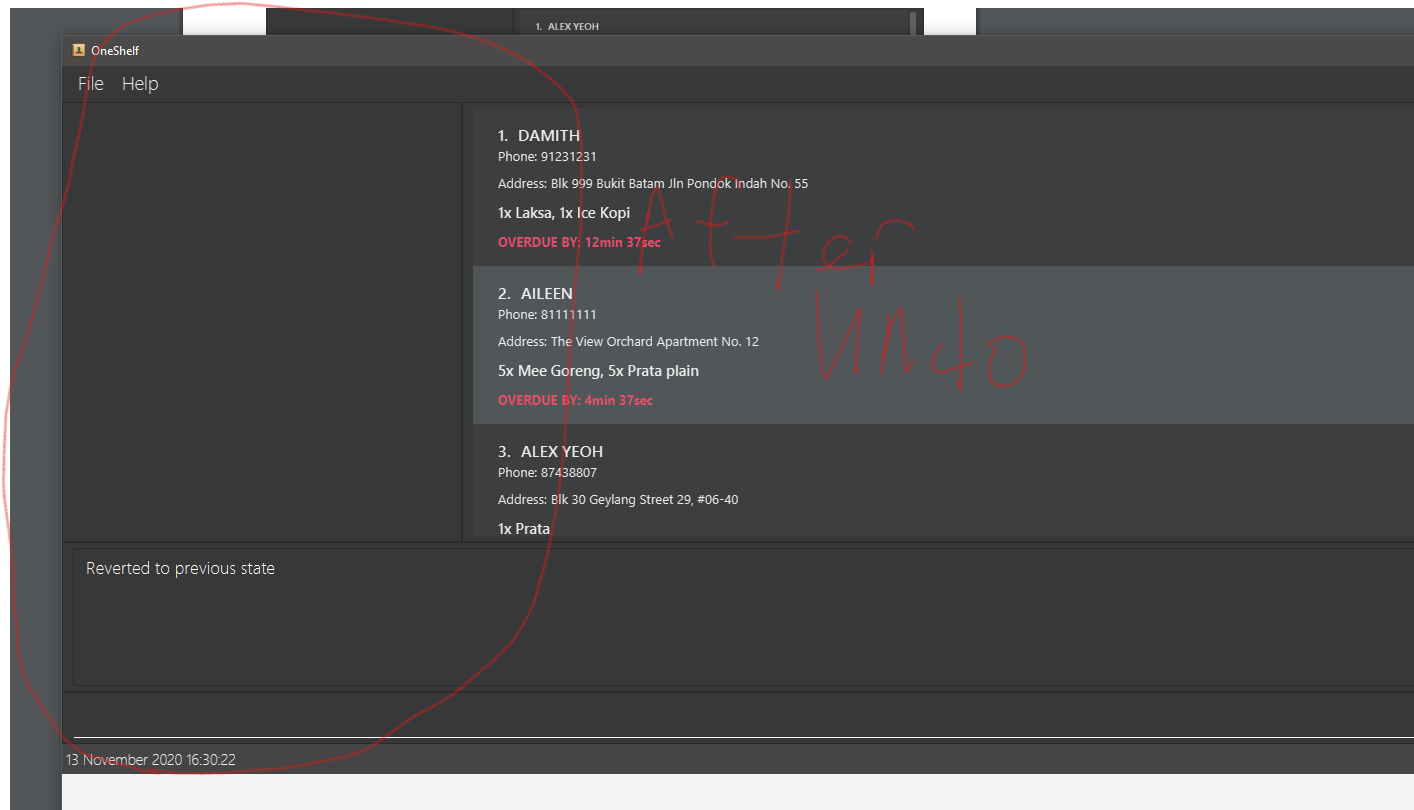 1. ALEX YEOH
OneShelf
File Help
1. DAMITH
Phone: 91231231
Address: Blk 999 Bukit Batam Jln Pondok Indah No. 55
1x Laksa, 1x Ice Kopi
OVERDUE BY: 12min 37sec
After
2. AILEEN
Phone: 81111111
Address: The View Orchard Apartment No. 12
undo
5x Mee Goreng, 5x Prata plain
OVERDUE BY: 4min 37sec
3. ALEX YEOH
Phone: 87438807
Address: Blk 30 Geylang Street 29, #06-40
1x Prata
Reverted to previous state
13 November 2020 16:30:22